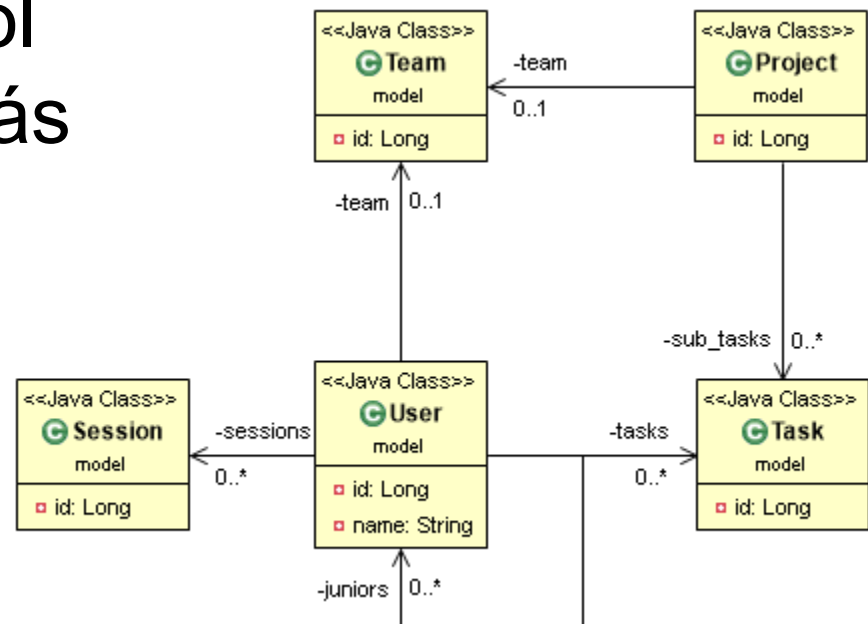 ol
ás
<<Java Class>>
Team
model
id: Long
-team
0..1
<<Java Class>>
Project
model
id: Long
-team
0..1
-sub_tasks
0..*
<<Java Class>>
Session
model
id: Long
-sessions
0..*
<<Java Class>>
User
model
id: Long
name: String
-tasks
0..*
<<Java Class>>
Task
model
id: Long
-juniors
0..*